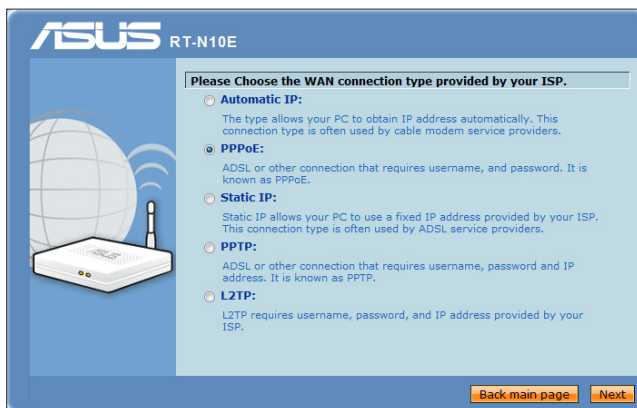 ASUS RT-N10E
Please Choose the WAN connection type provided by your ISP.
Automatic IP:
The type allows your PC to obtain IP address automatically. This
connection type is often used by cable modem service providers.
PPPoE:
ADSL or other connection that requires username, and password. It is
known as PPPoE.
Static IP:
Static IP allows your PC to use a fixed IP address provided by your ISP.
This connection type is often used by ADSL service providers.
PPTP:
ADSL or other connection that requires username, password and IP
address. It is known as PPTP.
L2TP:
L2TP requires username, password, and IP address provided by your
ISP.
ASUS
Back main page Next